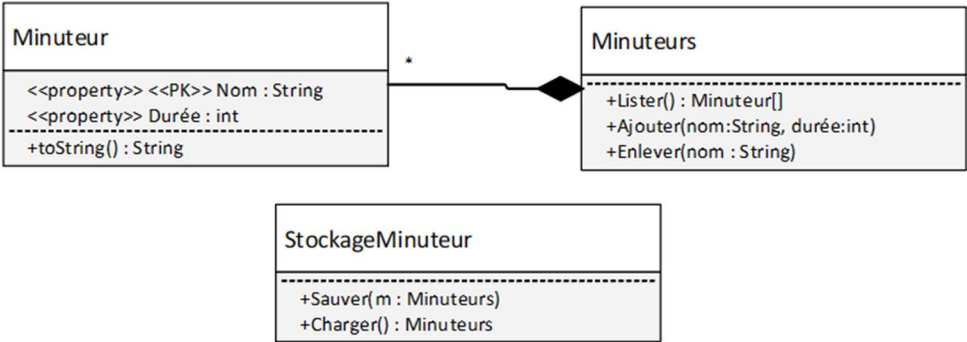 Minuteur
<<property>> <<PK>> Nom : String
<<property>> Durée : int
+toString() : String
*
Minuteurs
+Lister() : Minuteur[]
+Ajouter(nom:String, durée:int)
+Enlever(nom : String)
StockageMinuteur
+Sauver(m : Minuteurs)
+Charger() : Minuteurs